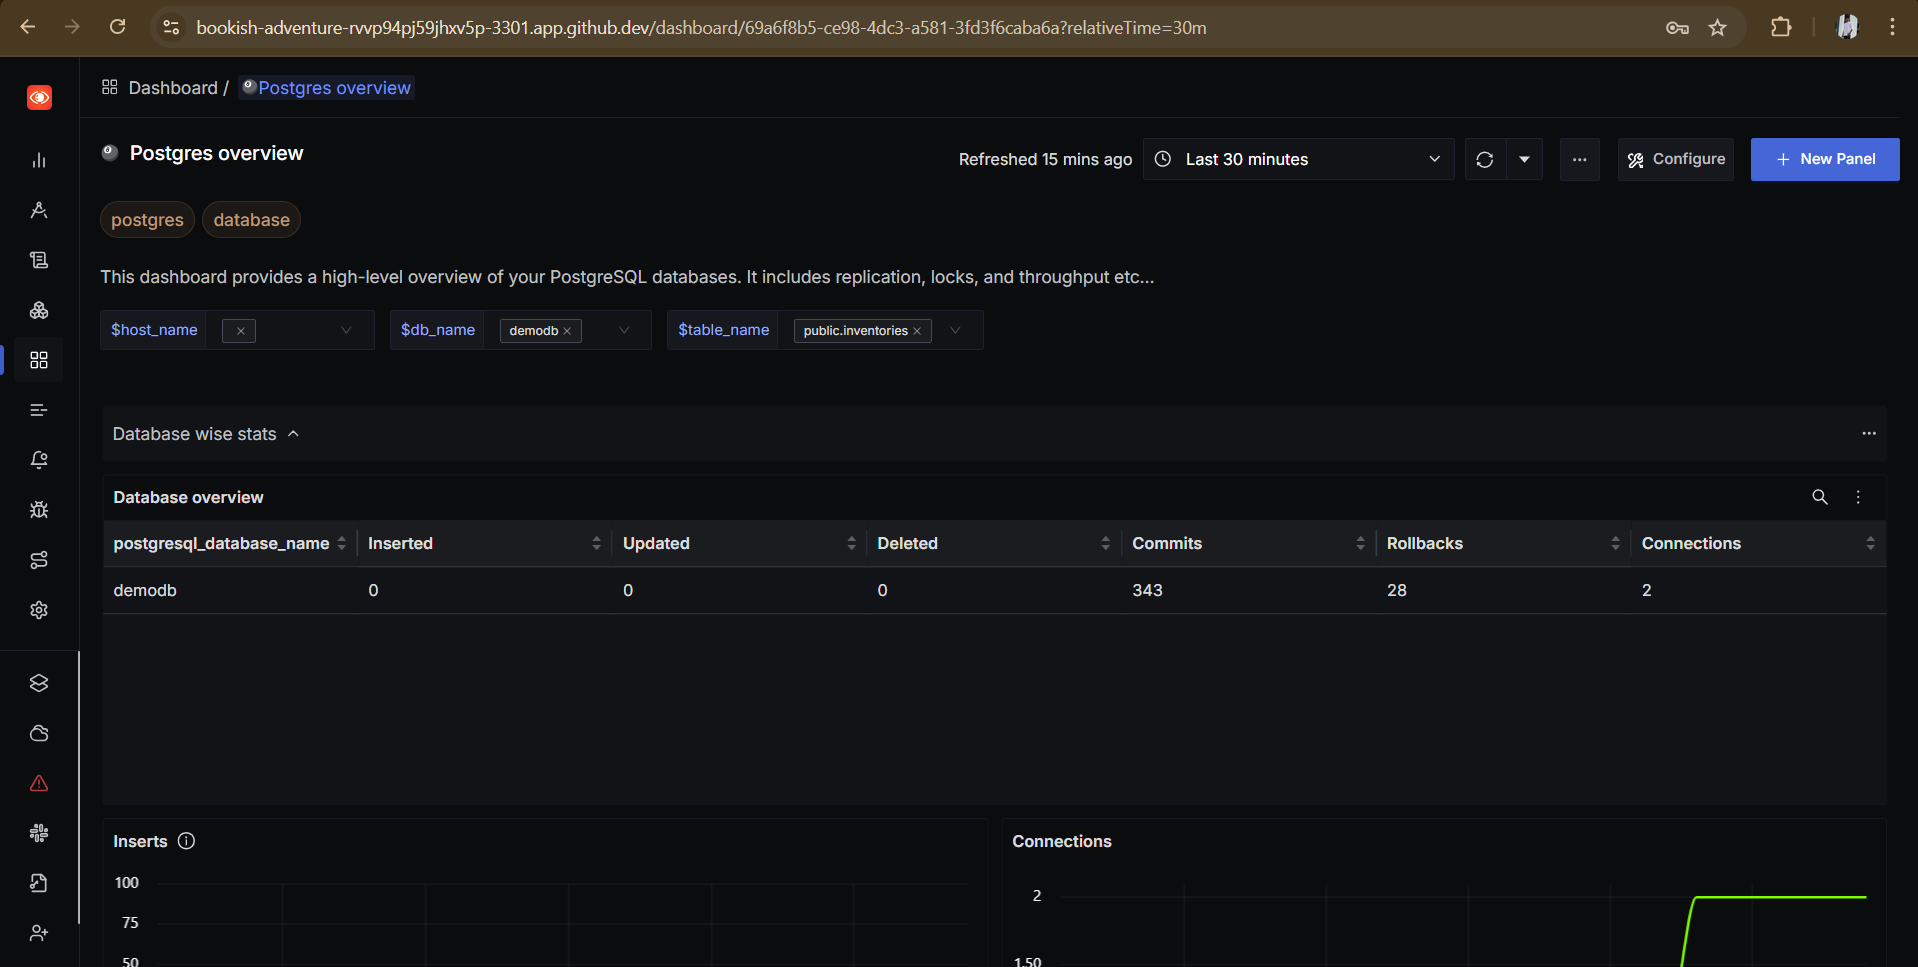 bookish-adventure-rvvp94pj59jhxv5p-3301.app.github.dev/dashboard/69a6f8b5-ce98-4dc3-a581-3fd3f6caba6a?relativeTime=30m
Dashboard / Postgres overview
Postgres overview
Refreshed 15 mins ago Last 30 minutes Configure + New Panel
postgres database
This dashboard provides a high-level overview of your PostgreSQL databases. It includes replication, locks, and throughput etc...
$host_name $db_name demodb $table_name public.inventories
Database wise stats
Database overview
postgresql_database_name Inserted Updated Deleted Commits Rollbacks Connections
demodb 0 0 0 343 28 2
Inserts Connections
100
2
75
50
1.50